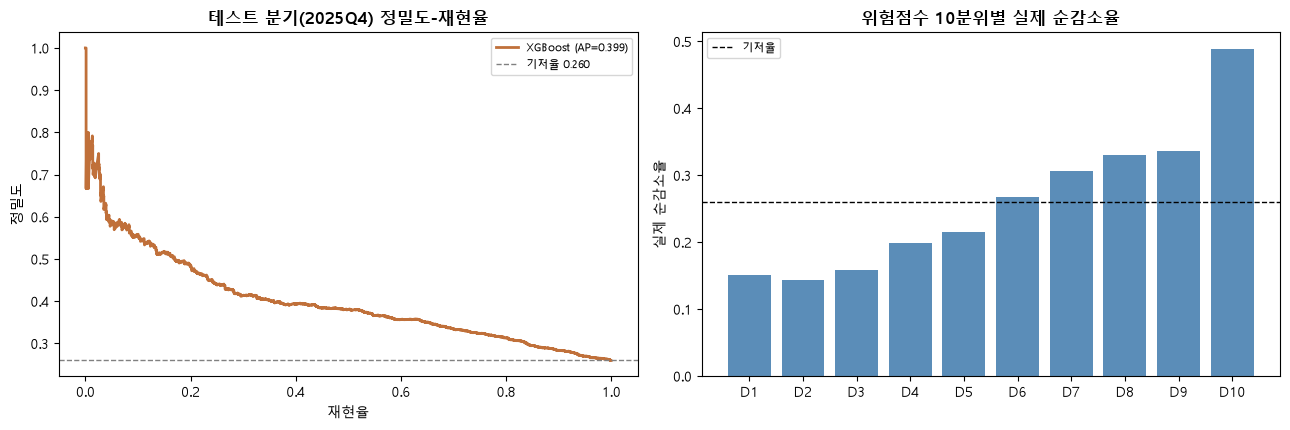 테스트 분기(2025Q4) 정밀도-재현율
정밀도
1.0
0.9
0.8
0.7
0.6
0.5
0.4
0.3
XGBoost (AP=0.399)
기저율 0.260
0.0
0.2
0.4
0.6
0.8
1.0
재현율
위험점수 10분위별 실제 순감소율
실제 순감소율
0.5
0.4
0.3
0.2
0.1
0.0
기저율
D1
D2
D3
D4
D5
D6
D7
D8
D9
D10